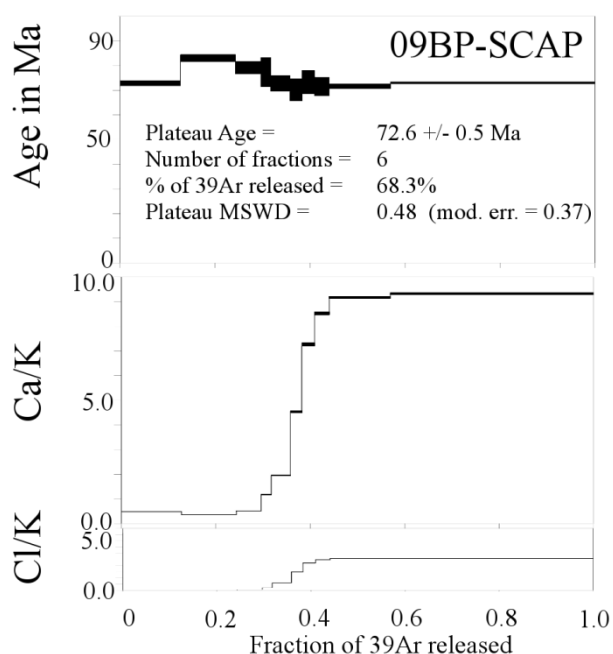 09BP-SCAP
Age in Ma
90
50
0
Plateau Age = 72.6 +/- 0.5 Ma
Number of fractions = 6
% of 39Ar released = 68.3%
Plateau MSWD = 0.48 (mod. err. = 0.37)
Ca/K
10.0
5.0
0.0
Cl/K
5.0
0.0
0 0.2 0.4 0.6 0.8 1.0
Fraction of 39Ar released